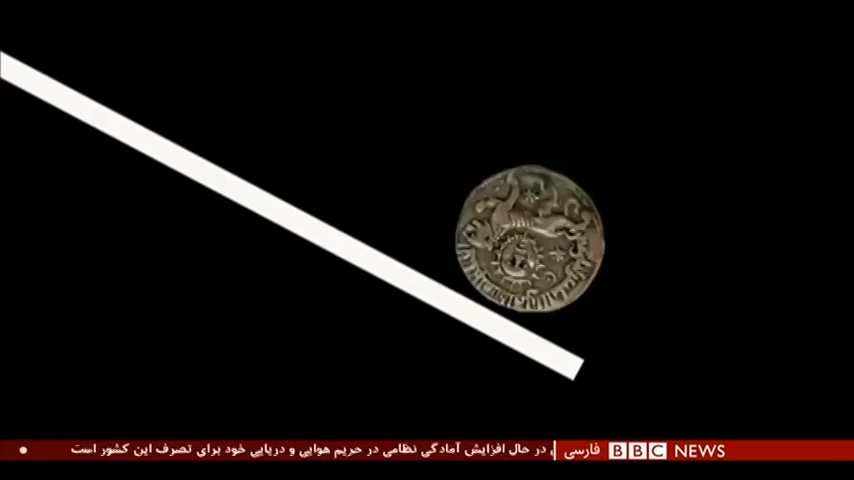 در حال افزایش آمادگی نظامی در حریم هوایی و دریایی خود برای تصرف این کشور است
فارسی BBC NEWS